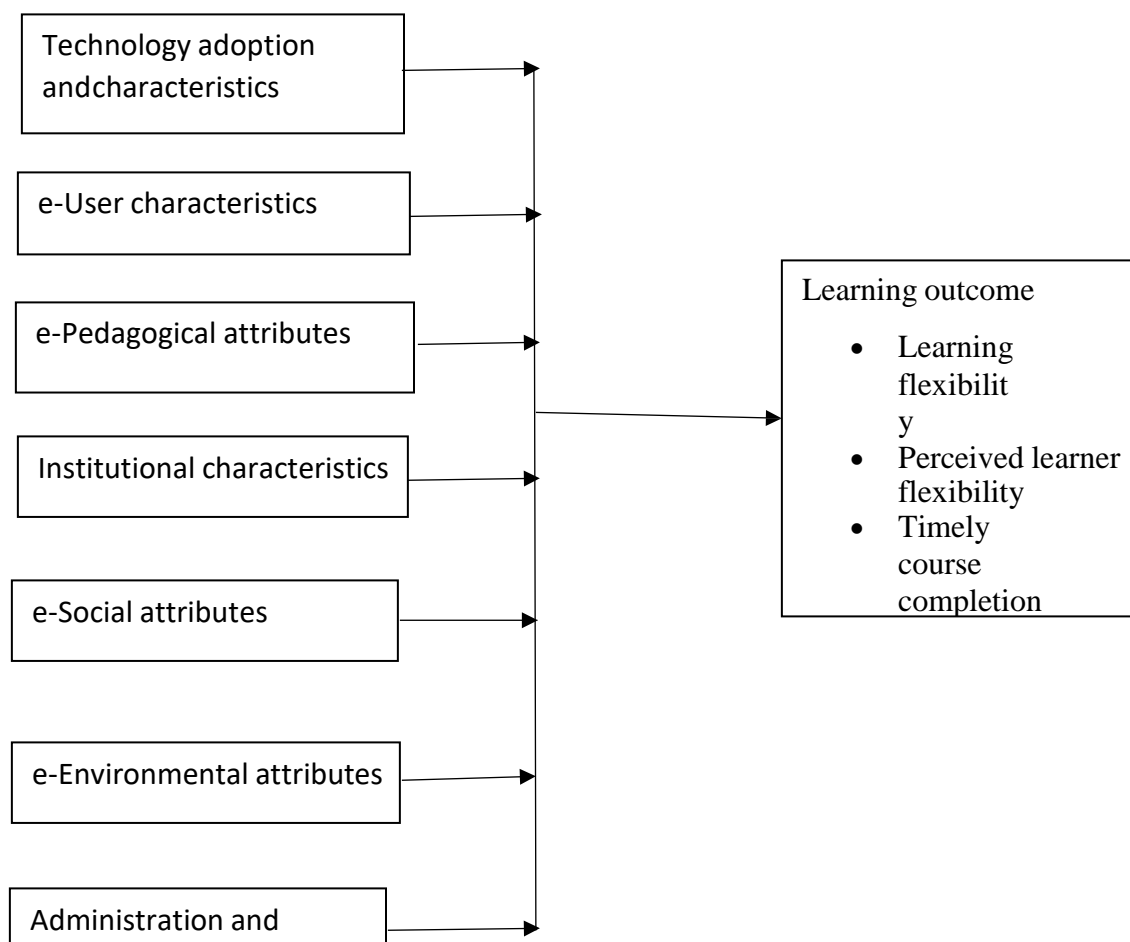 Technology adoption
andcharacteristics
e-User characteristics
e-Pedagogical attributes
Institutional characteristics
e-Social attributes
e-Environmental attributes
Administration and
Learning outcome
• Learning
flexibilit
y
• Perceived learner
flexibility
• Timely
course
completion